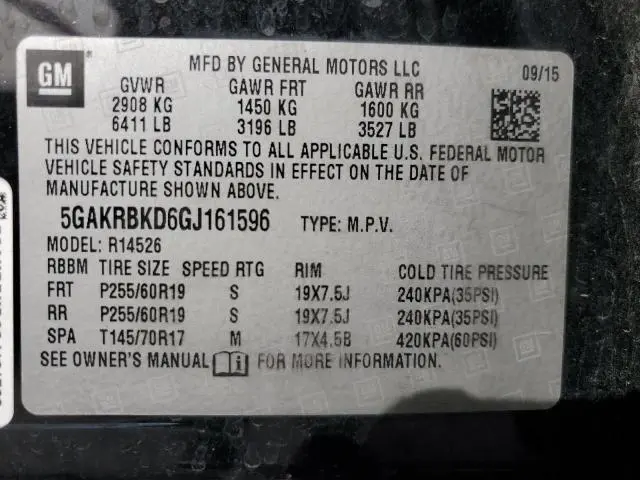 GM
MFD BY GENERAL MOTORS LLC 09/15
GVWR GAWR FRT GAWR RR
2908 KG 1450 KG 1600 KG
6411 LB 3196 LB 3527 LB
THIS VEHICLE CONFORMS TO ALL APPLICABLE U.S. FEDERAL MOTOR
VEHICLE SAFETY STANDARDS IN EFFECT ON THE DATE OF
MANUFACTURE SHOWN ABOVE.
5GAKRBKD6GJ161596 TYPE: M.P.V.
MODEL: R14526
RBBM TIRE SIZE SPEED RTG RIM COLD TIRE PRESSURE
FRT P255/60R19 S 19X7.5J 240KPA(35PSI)
RR P255/60R19 S 19X7.5J 240KPA(35PSI)
SPA T145/70R17 M 17X4.5B 420KPA(60PSI)
SEE OWNER'S MANUAL i FOR MORE INFORMATION.